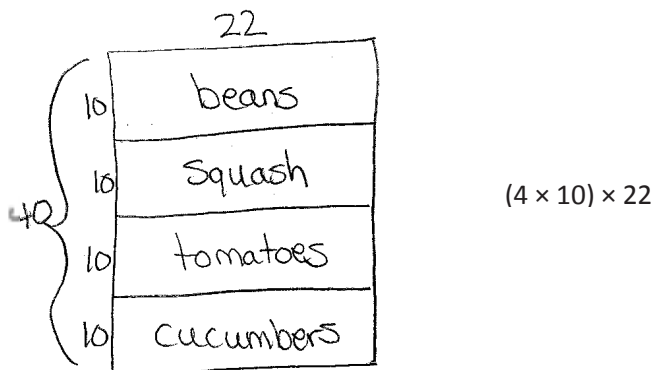 22
10 beans
10 squash
40
(4 × 10) × 22
10 tomatoes
10 cucumbers